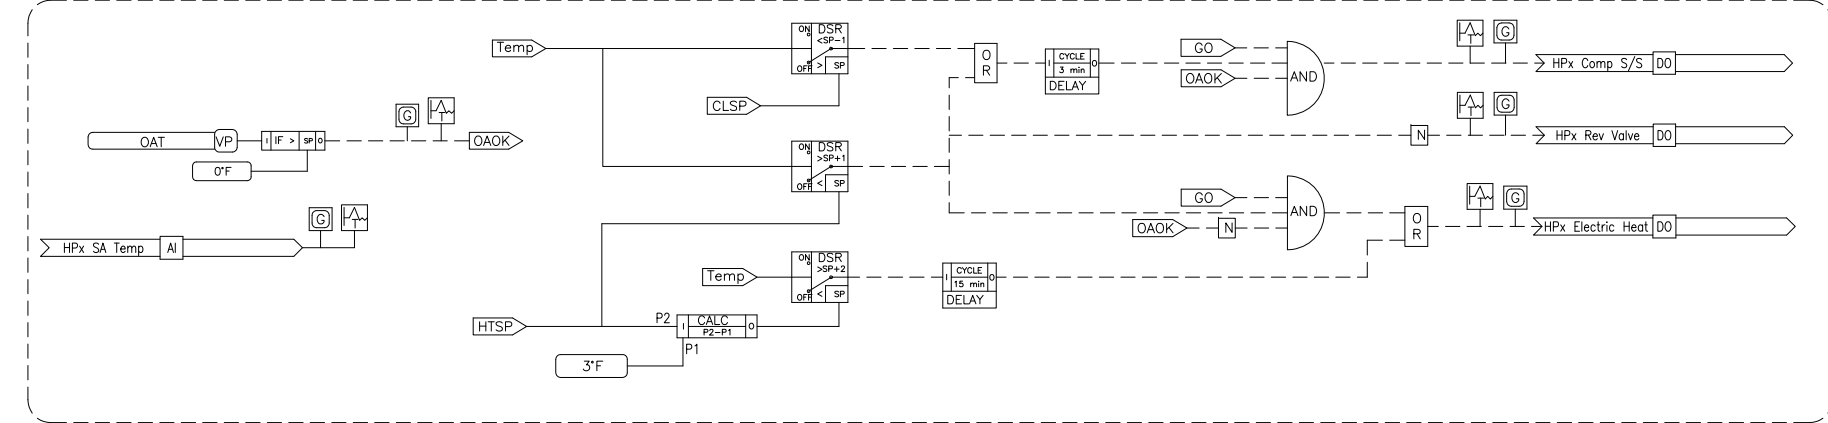 OAT VP
I IF > SP O
0°F
G
OAOK
HPx SA Temp AI
G
Temp
ON DSR
<SP-1
OFF > SP
CLSP
ON DSR
>SP+1
OFF < SP
Temp
ON DSR
>SP+2
OFF < SP
HTSP
P2
I CALC O
P2-P1
P1
3°F
OR
I CYCLE O
3 min
DELAY
GO
OAOK
AND
G
HPx Comp S/S DO
N
G
HPx Rev Valve DO
GO
OAOK
N
AND
OR
G
HPx Electric Heat DO
I CYCLE O
15 min
DELAY